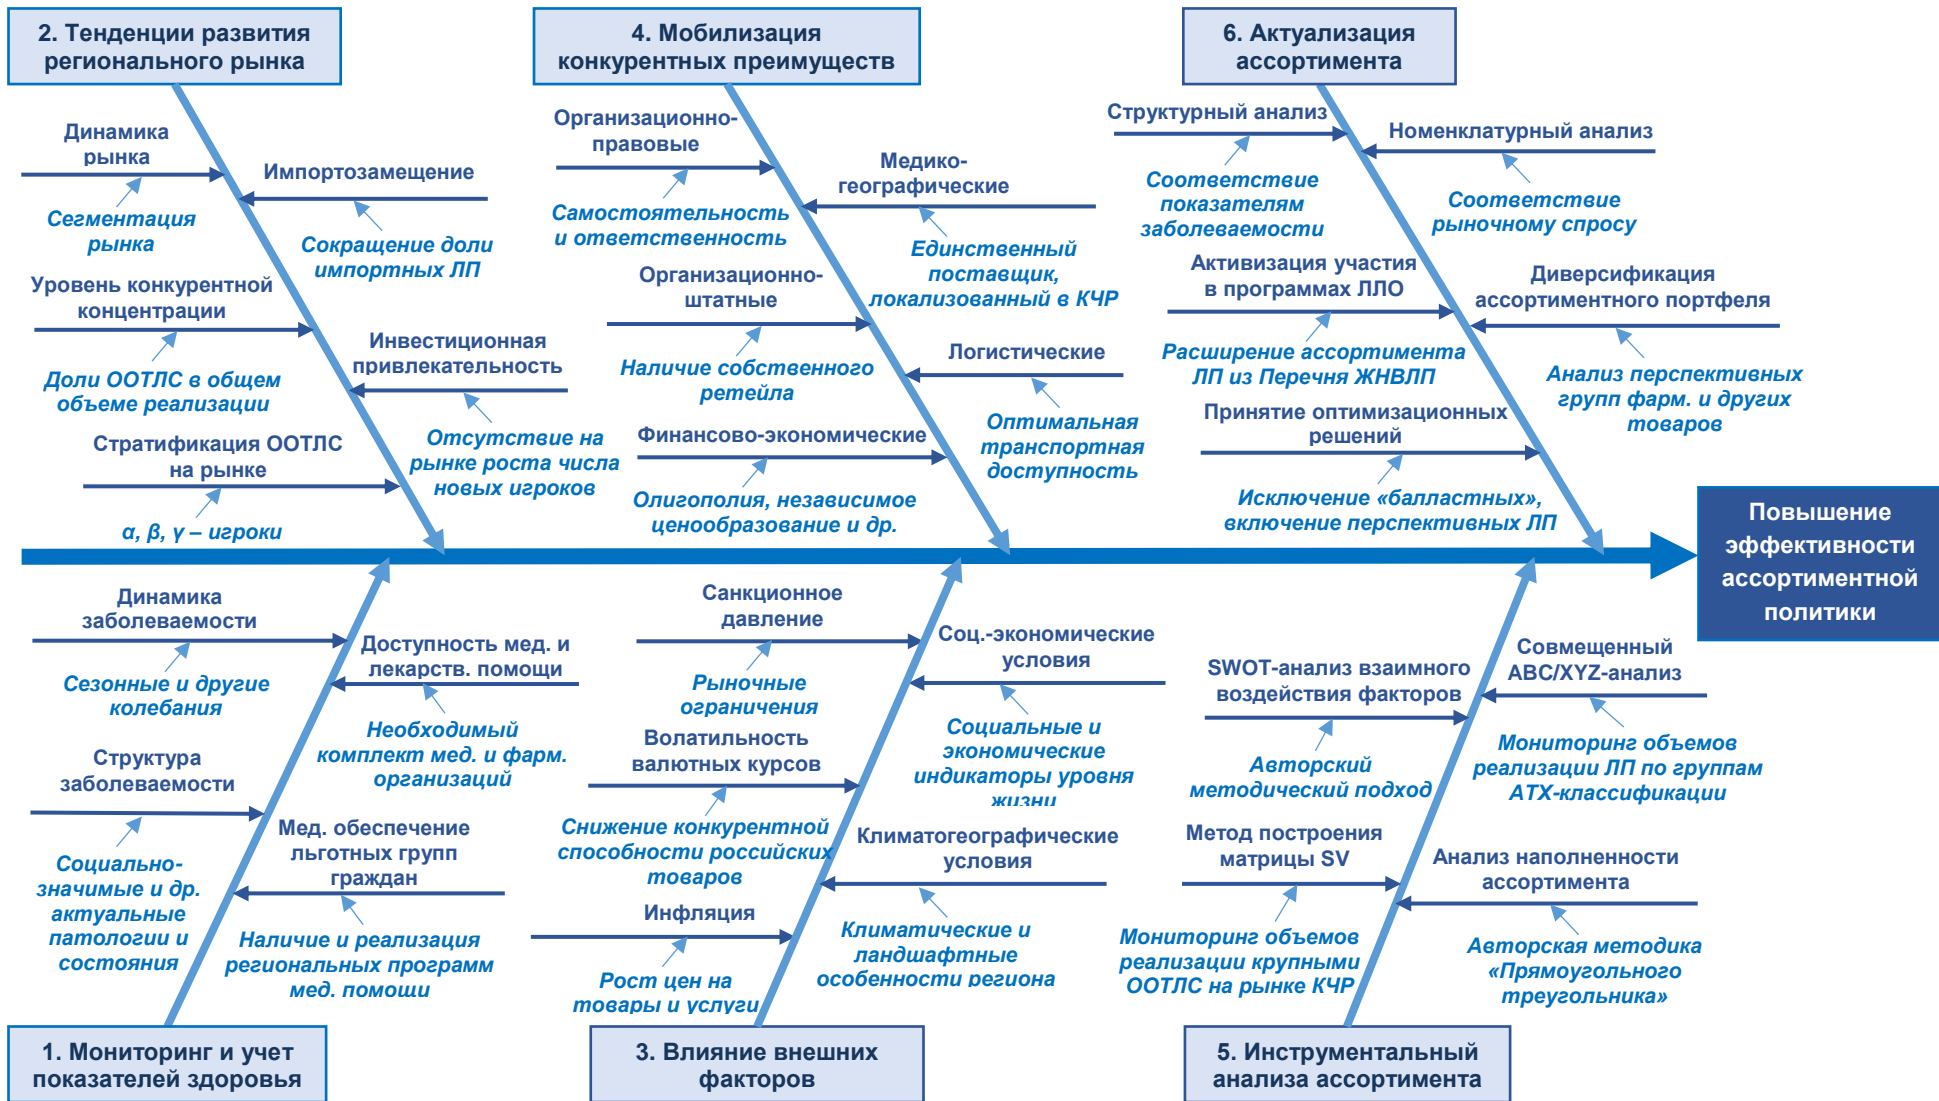 2. Тенденции развития
регионального рынка
Динамика
рынка
Сегментация
рынка
Импортозамещение
Сокращение доли
импортных ЛП
Уровень конкурентной
концентрации
Доли ООТЛС в общем
объеме реализации
Инвестиционная
привлекательность
Отсутствие на
рынке роста числа
новых игроков
Стратификация ООТЛС
на рынке
α, β, γ – игроки
4. Мобилизация
конкурентных преимуществ
Организационно-
правовые
Самостоятельность
и ответственность
Медико-
географические
Единственный
поставщик,
локализованный в КЧР
Организационно-
штатные
Наличие собственного
ретейла
Логистические
Оптимальная
транспортная
доступность
Финансово-экономические
Олигополия, независимое
ценообразование и др.
6. Актуализация
ассортимента
Структурный анализ
Соответствие
показателям
заболеваемости
Номенклатурный анализ
Соответствие
рыночному спросу
Активизация участия
в программах ЛЛО
Расширение ассортимента
ЛП из Перечня ЖНВЛП
Диверсификация
ассортиментного портфеля
Анализ перспективных
групп фарм. и других
товаров
Принятие оптимизационных
решений
Исключение «балластных»,
включение перспективных ЛП
Повышение
эффективности
ассортиментной
политики
Динамика
заболеваемости
Сезонные и другие
колебания
Доступность мед. и
лекарств. помощи
Необходимый
комплект мед. и фарм.
организаций
Структура
заболеваемости
Социально-
значимые и др.
актуальные
патологии и
состояния
Мед. обеспечение
льготных групп
граждан
Наличие и реализация
региональных программ
мед. помощи
1. Мониторинг и учет
показателей здоровья
Санкционное
давление
Рыночные
ограничения
Соц.-экономические
условия
Социальные и
экономические
индикаторы уровня
жизни
Волатильность
валютных курсов
Снижение конкурентной
способности российских
товаров
Климатогеографические
условия
Климатические и
ландшафтные
особенности региона
Инфляция
Рост цен на
товары и услуги
3. Влияние внешних
факторов
SWOT-анализ взаимного
воздействия факторов
Авторский
методический подход
Совмещенный
ABC/XYZ-анализ
Мониторинг объемов
реализации ЛП по группам
АТХ-классификации
Метод построения
матрицы SV
Мониторинг объемов
реализации крупными
ООТЛС на рынке КЧР
Анализ наполненности
ассортимента
Авторская методика
«Прямоугольного
треугольника»
5. Инструментальный
анализа ассортимента